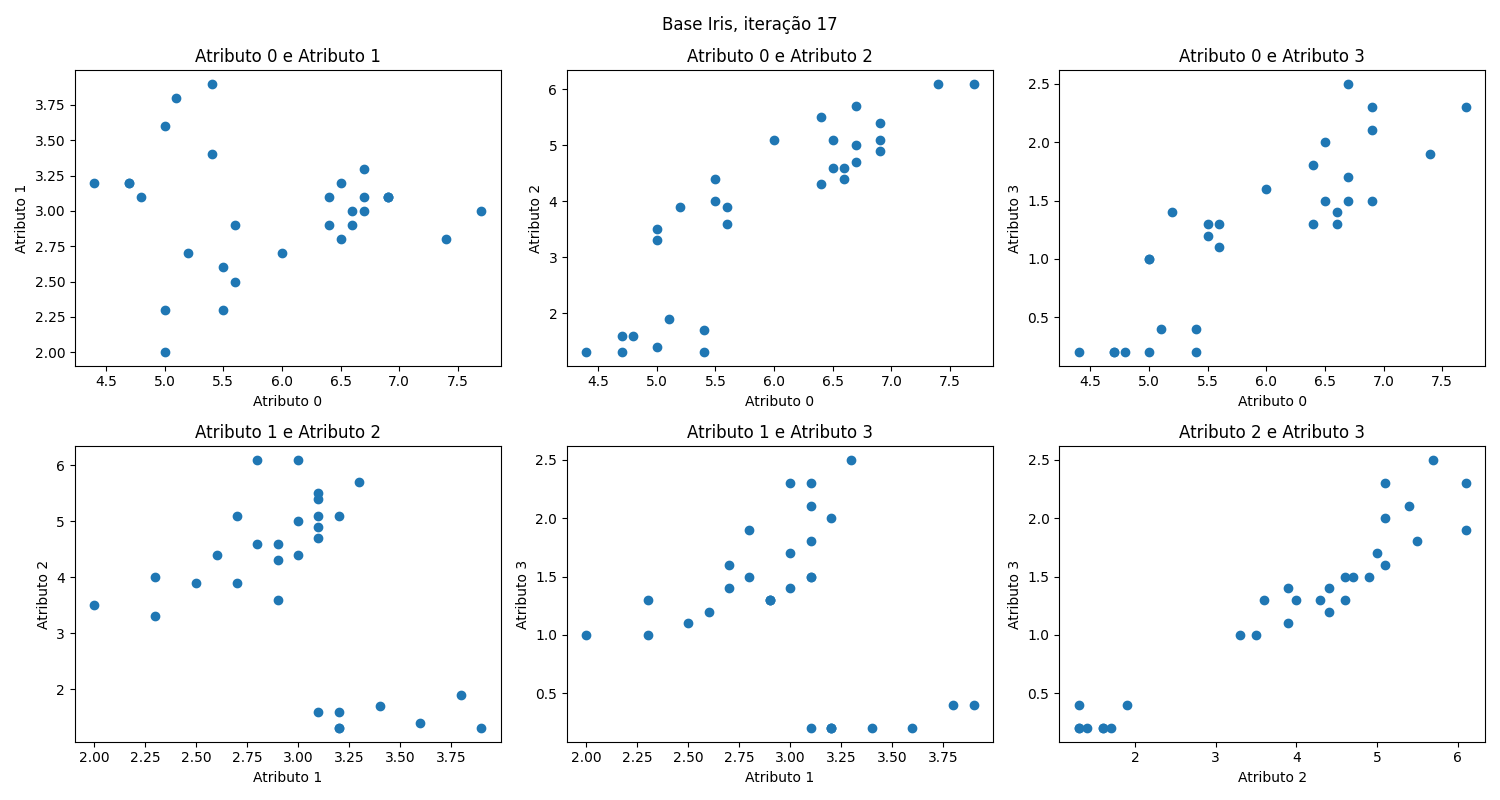 Base Iris, iteração 17
Atributo 0 e Atributo 1
Atributo 1
3.75
3.50
3.25
3.00
2.75
2.50
2.25
2.00
4.5 5.0 5.5 6.0 6.5 7.0 7.5
Atributo 0
Atributo 0 e Atributo 2
Atributo 2
6
5
4
3
2
4.5 5.0 5.5 6.0 6.5 7.0 7.5
Atributo 0
Atributo 0 e Atributo 3
Atributo 3
2.5
2.0
1.5
1.0
0.5
4.5 5.0 5.5 6.0 6.5 7.0 7.5
Atributo 0
Atributo 1 e Atributo 2
Atributo 2
6
5
4
3
2
2.00 2.25 2.50 2.75 3.00 3.25 3.50 3.75
Atributo 1
Atributo 1 e Atributo 3
Atributo 3
2.5
2.0
1.5
1.0
0.5
2.00 2.25 2.50 2.75 3.00 3.25 3.50 3.75
Atributo 1
Atributo 2 e Atributo 3
Atributo 3
2.5
2.0
1.5
1.0
0.5
2 3 4 5 6
Atributo 2